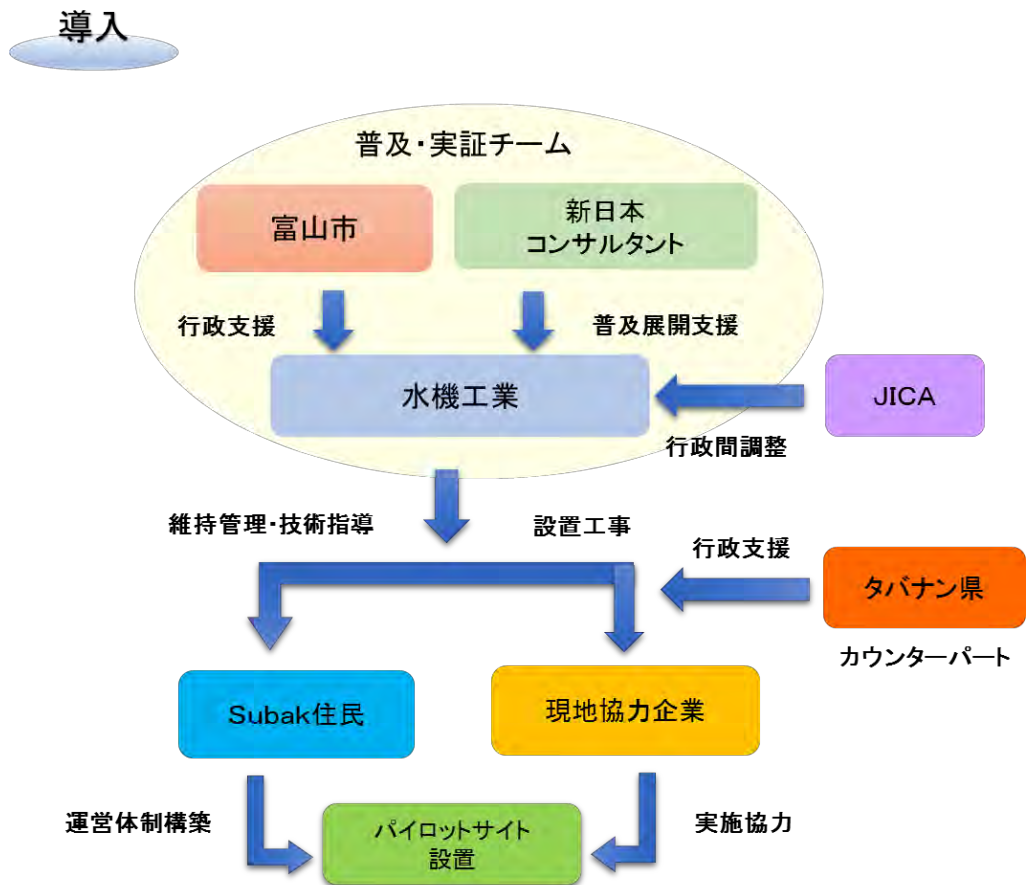 導入
普及・実証チーム
富山市
新日本
コンサルタント
行政支援
普及展開支援
水機工業
JICA
行政間調整
維持管理・技術指導
設置工事
行政支援
タバナン県
カウンターパート
Subak住民
現地協力企業
運営体制構築
パイロットサイト
設置
実施協力